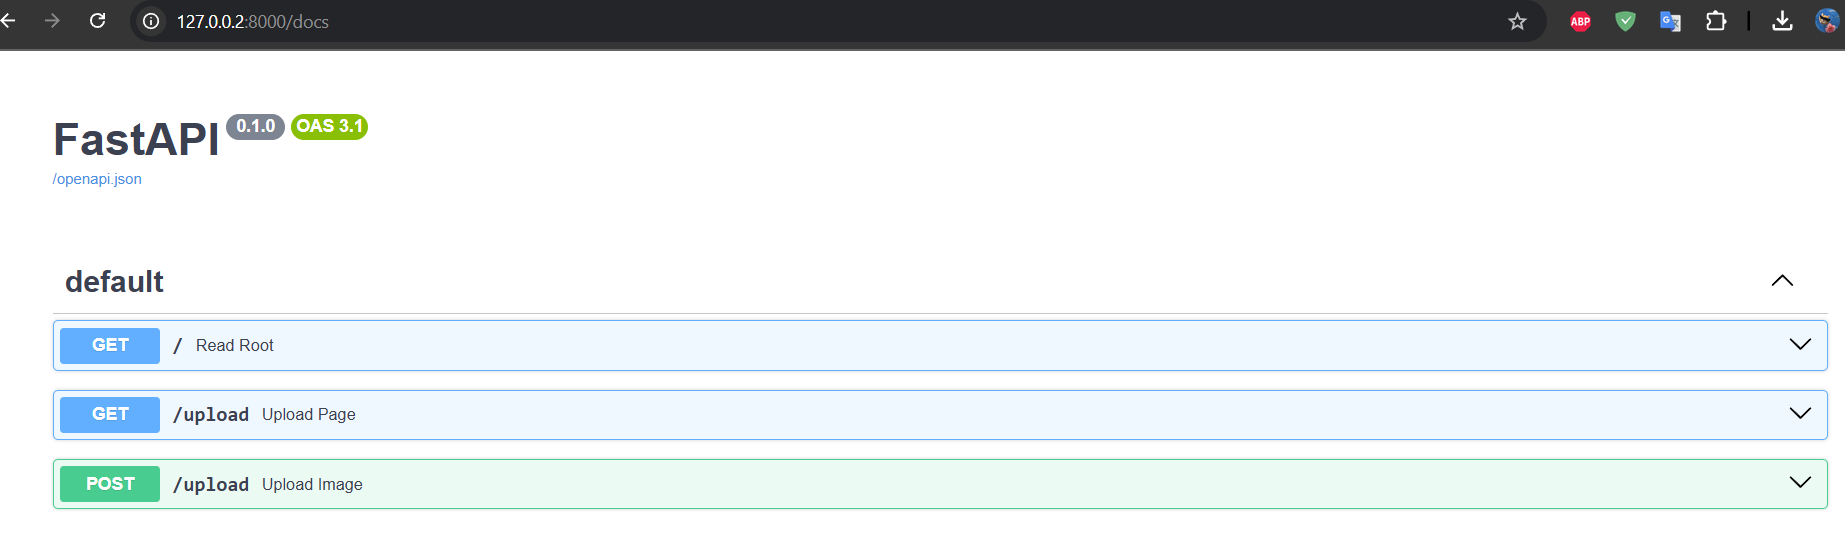 127.0.0.2:8000/docs
ABP
G
FastAPI 0.1.0 OAS 3.1
/openapi.json
default
GET / Read Root
GET /upload Upload Page
POST /upload Upload Image